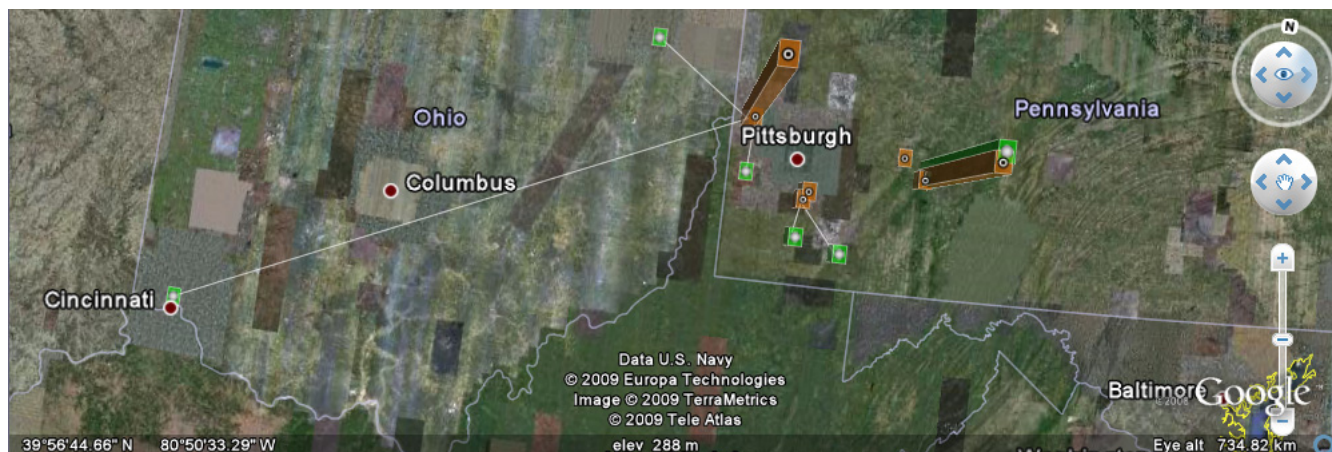 N
Ohio
Pennsylvania
Pittsburgh
Columbus
Cincinnati
Data U.S. Navy
© 2009 Europa Technologies
Image © 2009 TerraMetrics
© 2009 Tele Atlas
Baltimore
Google
39°56'44.66" N 80°50'33.29" W
elev 288 m
Eye alt 734.82 km